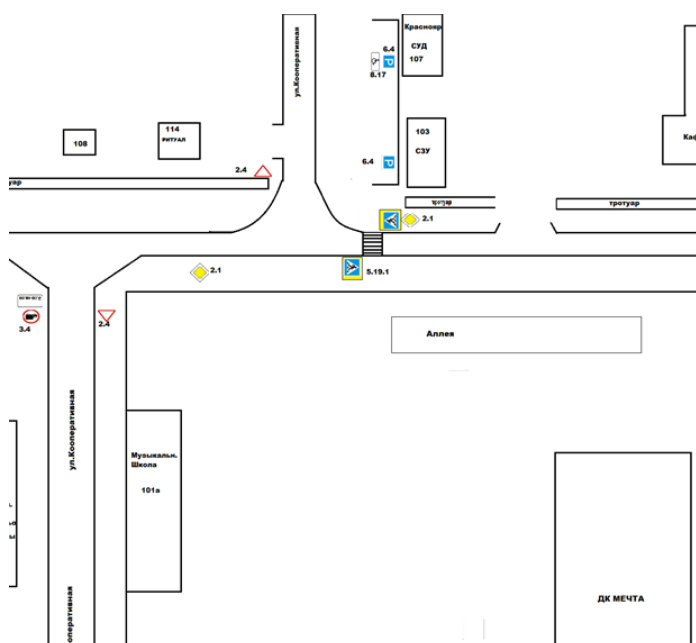 Краснояр
СУД
107
6.4
8.17
ул.Кооперативная
114
РИТУАЛ
108
103
СЗУ
6.4
2.4
уар
тротуар
тротуар
2.1
Каф
2.1
5.19.1
3.4
2.4
Аллея
ул.Кооперативная
Музыкальн.
Школа
101а
ДК МЕЧТА
оперативная